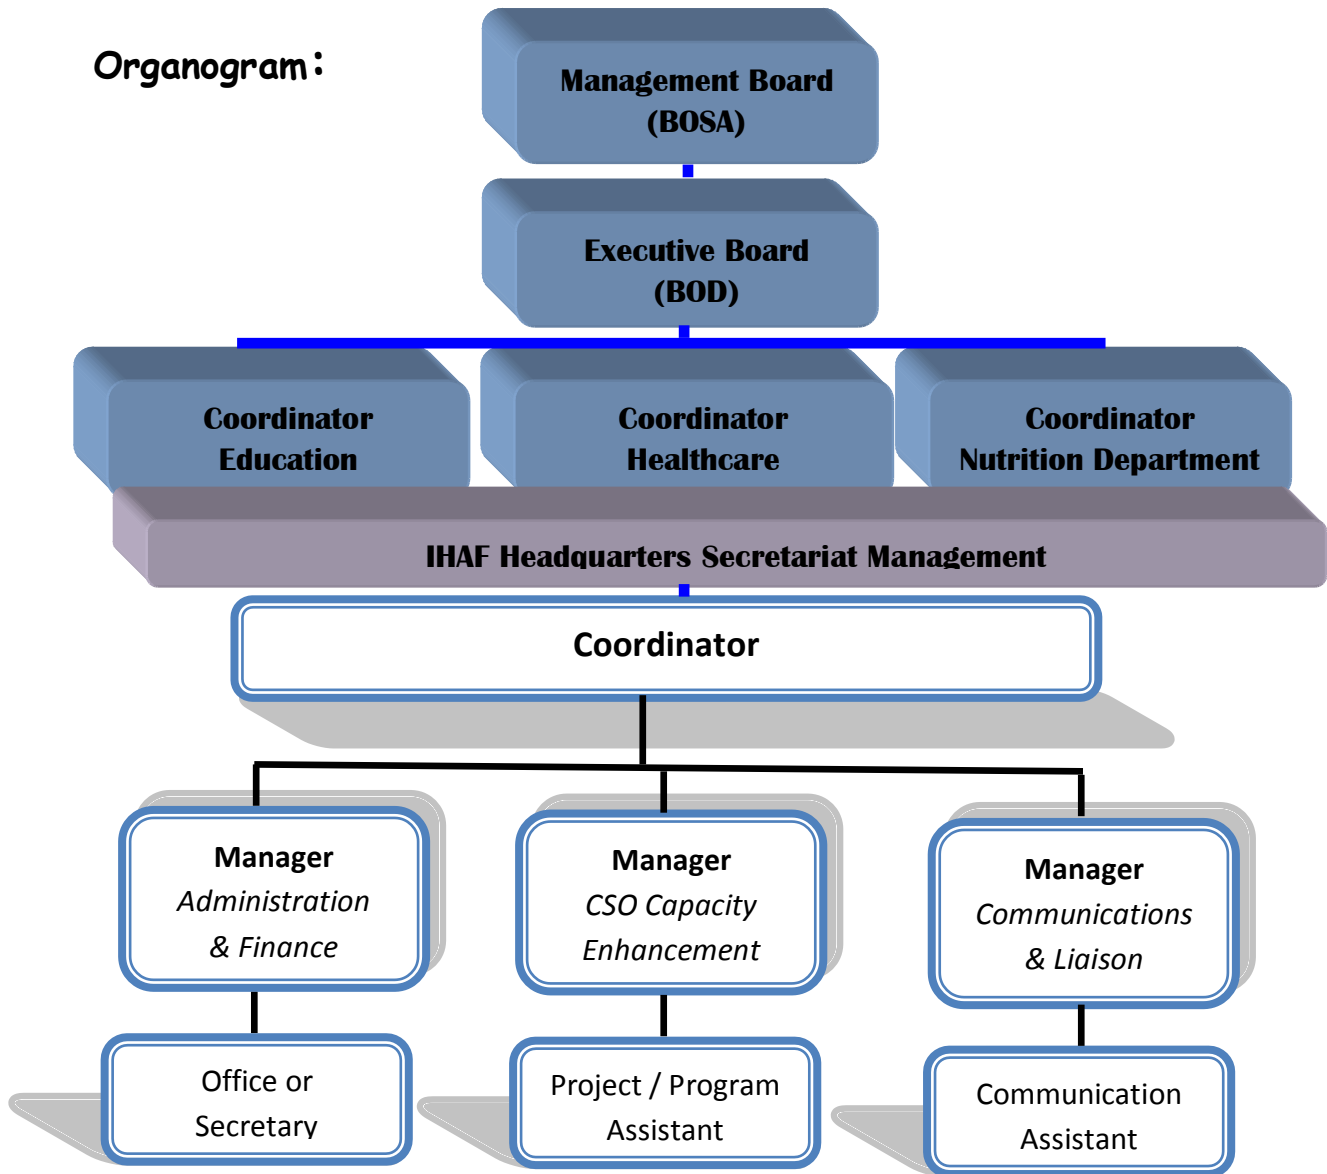 Organogram:
Management Board
(BOSA)
Executive Board
(BOD)
Coordinator
Education
Coordinator
Healthcare
Coordinator
Nutrition Department
IHAF Headquarters Secretariat Management
Coordinator
Manager
Administration
& Finance
Manager
CSO Capacity
Enhancement
Manager
Communications
& Liaison
Office or
Secretary
Project / Program
Assistant
Communication
Assistant